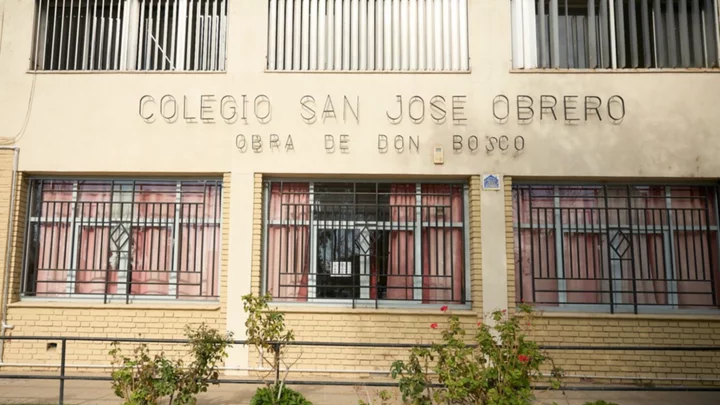 COLEGIO SAN JOSE OBRERO
OBRA DE DON BOSCO